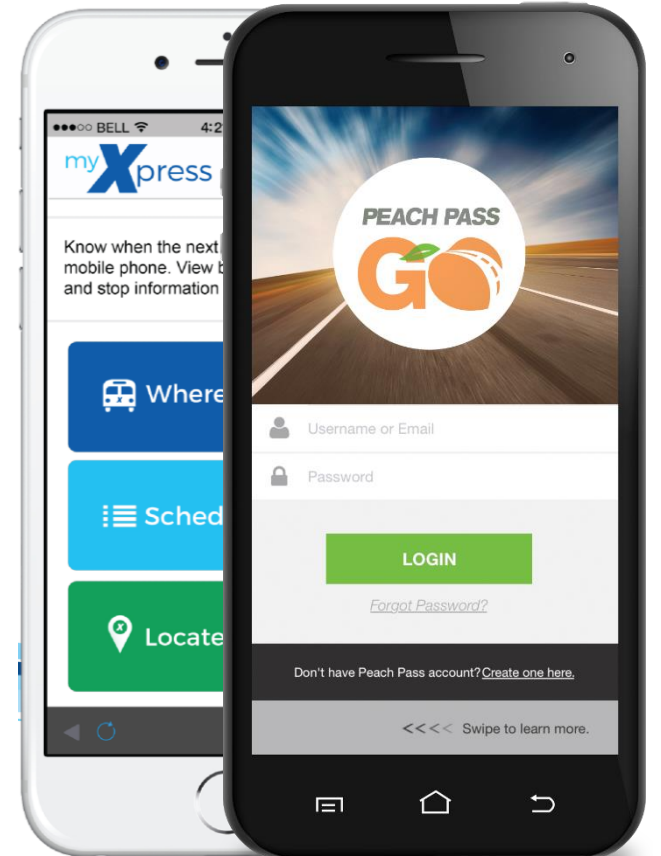 ●●●○○ BELL 4:2
myXpress
Know when the next
mobile phone. View
and stop information
Where
Sched
Locate
PEACH PASS
GO
Username or Email
Password
LOGIN
Forgot Password?
Don't have Peach Pass account? Create one here.
<<<< Swipe to learn more.